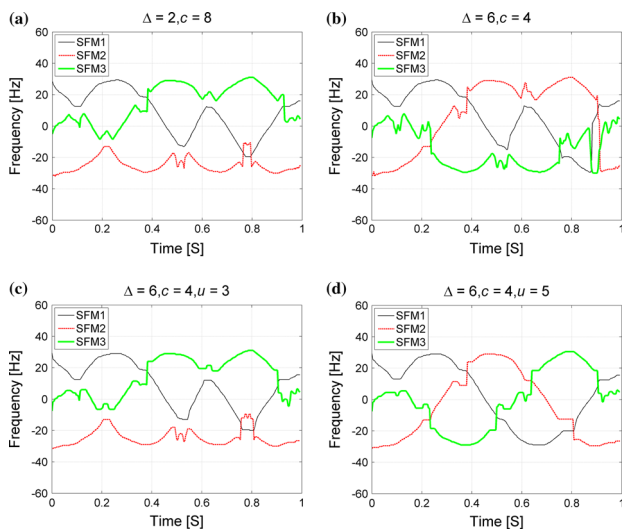 (a) Δ = 2,c = 8
60
40
20
0
-20
-40
-60
Frequency [Hz]
SFM1
SFM2
SFM3
0 0.2 0.4 0.6 0.8 1
Time [S]
(b) Δ = 6,c = 4
60
40
20
0
-20
-40
-60
Frequency [Hz]
SFM1
SFM2
SFM3
0 0.2 0.4 0.6 0.8 1
Time [S]
(c) Δ = 6,c = 4,u = 3
60
40
20
0
-20
-40
-60
Frequency [Hz]
SFM1
SFM2
SFM3
0 0.2 0.4 0.6 0.8 1
Time [S]
(d) Δ = 6,c = 4,u = 5
60
40
20
0
-20
-40
-60
Frequency [Hz]
SFM1
SFM2
SFM3
0 0.2 0.4 0.6 0.8 1
Time [S]